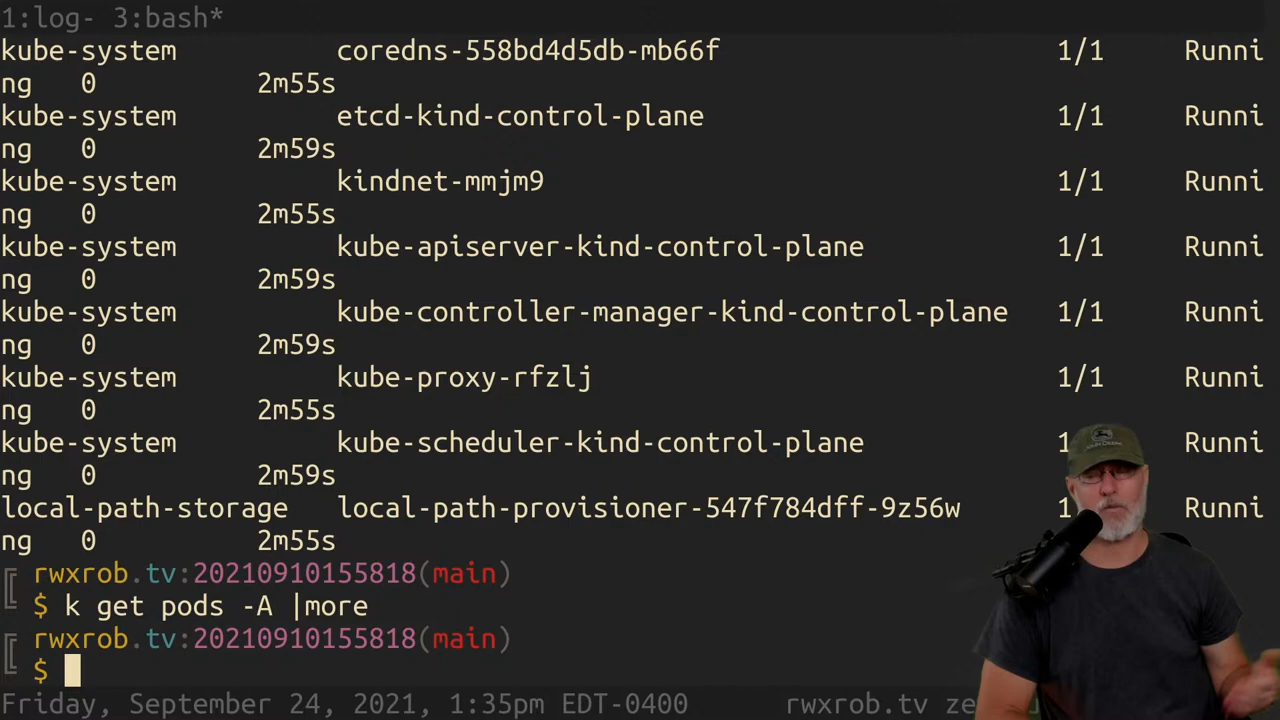 1:log- 3:bash*
kube-system coredns-558bd4d5db-mb66f 1/1 Runni
ng 0 2m55s
kube-system etcd-kind-control-plane 1/1 Runni
ng 0 2m59s
kube-system kindnet-mmjm9 1/1 Runni
ng 0 2m55s
kube-system kube-apiserver-kind-control-plane 1/1 Runni
ng 0 2m59s
kube-system kube-controller-manager-kind-control-plane 1/1 Runni
ng 0 2m59s
kube-system kube-proxy-rfzlj 1/1 Runni
ng 0 2m55s
kube-system kube-scheduler-kind-control-plane Runni
ng 0 2m59s
local-path-storage local-path-provisioner-547f784dff-9z56w Runni
ng 0 2m55s
rwxrob.tv:20210910155818(main)
$ k get pods -A |more
rwxrob.tv:20210910155818(main)
$
Friday, September 24, 2021, 1:35pm EDT-0400 rwxrob.tv